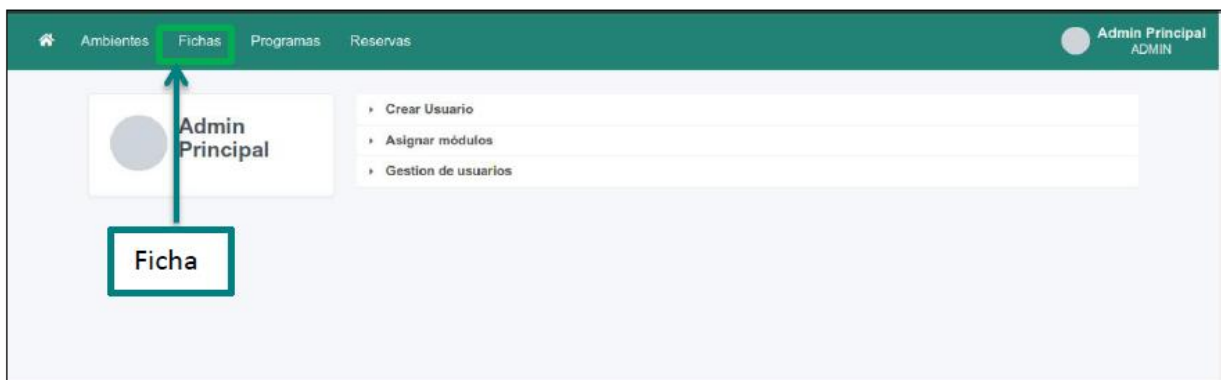 Ambientes Fichas Programas Reservas
Admin Principal
ADMIN
Admin
Principal
Crear Usuario
Asignar módulos
Gestion de usuarios
Ficha